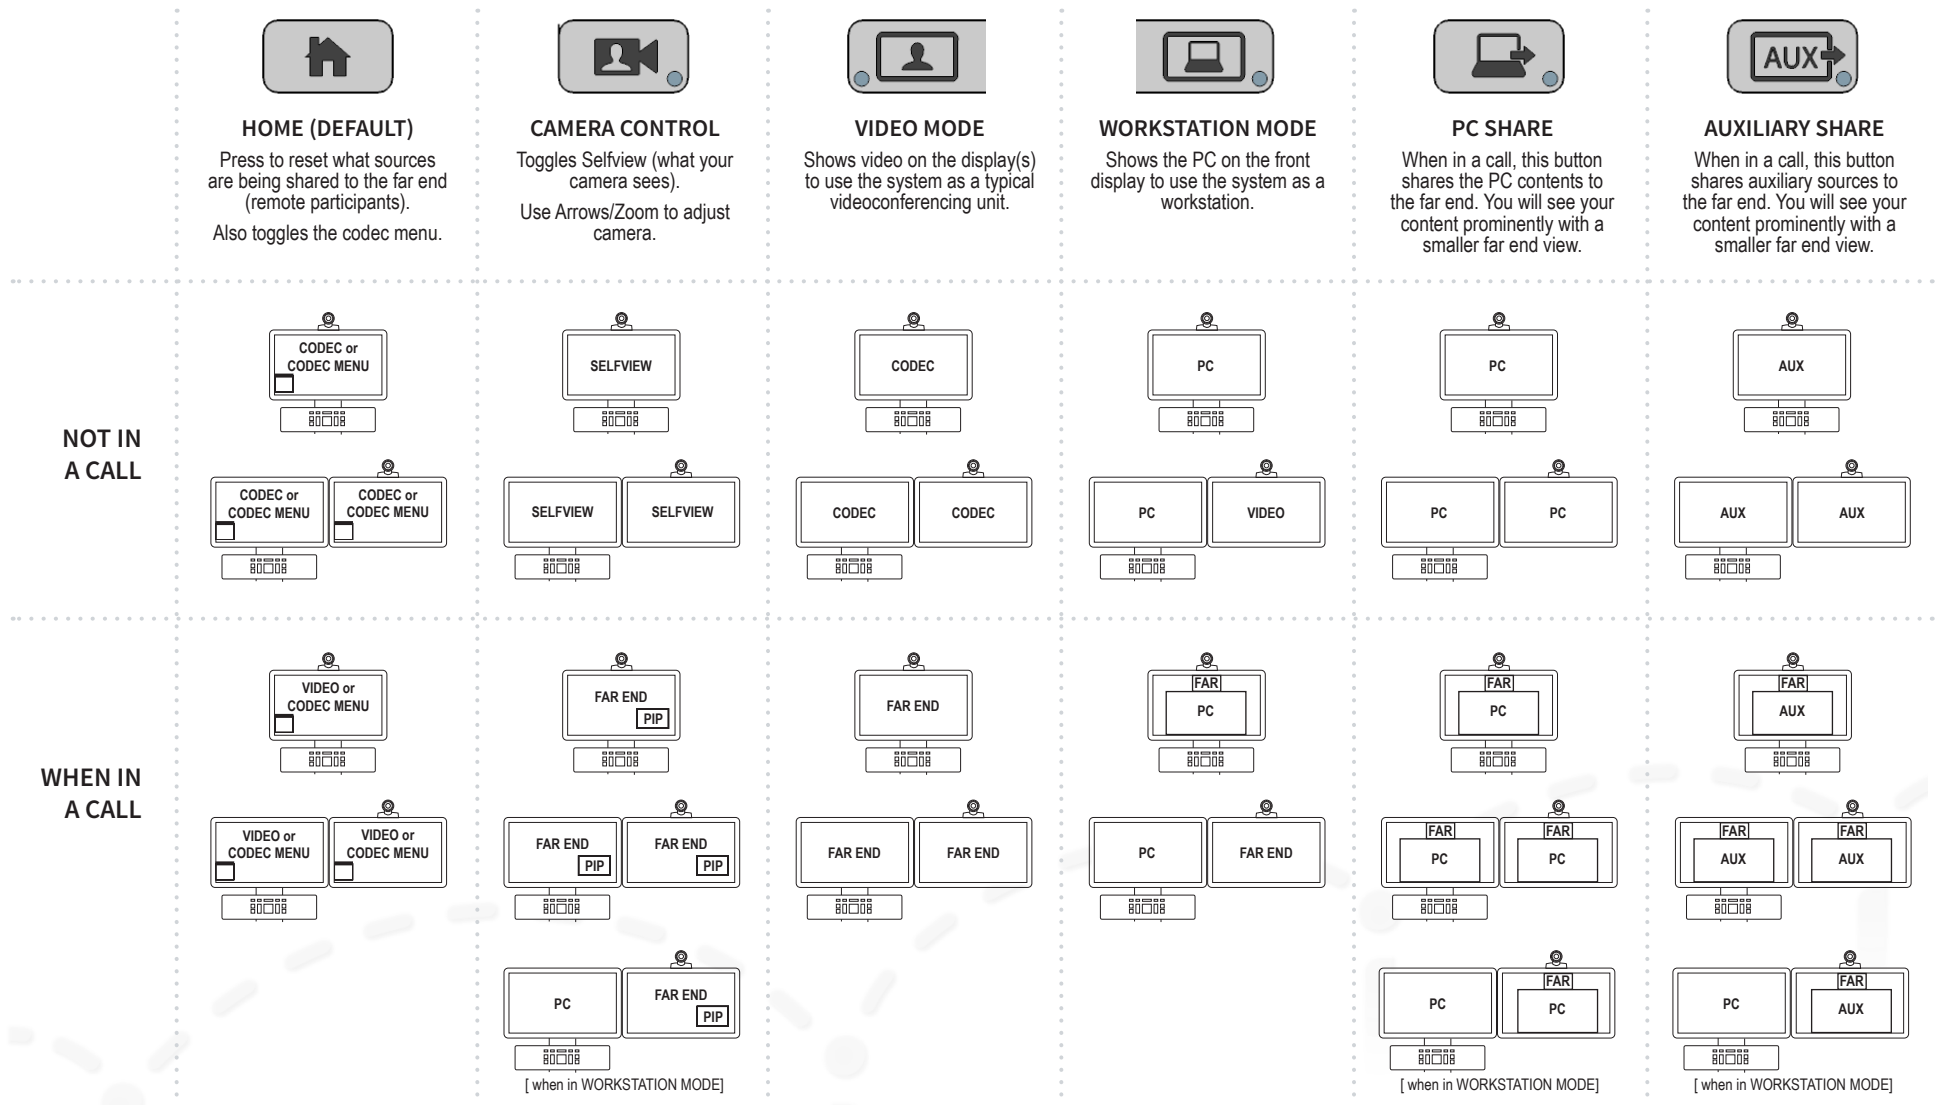 AUX
HOME (DEFAULT)
Press to reset what sources
are being shared to the far end
(remote participants).
Also toggles the codec menu.
CAMERA CONTROL
Toggles Selfview (what your
camera sees).
Use Arrows/Zoom to adjust
camera.
VIDEO MODE
Shows video on the display(s)
to use the system as a typical
videoconferencing unit.
WORKSTATION MODE
Shows the PC on the front
display to use the system as a
workstation.
PC SHARE
When in a call, this button
shares the PC contents to
the far end. You will see your
content prominently with a
smaller far end view.
AUXILIARY SHARE
When in a call, this button
shares auxiliary sources to
the far end. You will see your
content prominently with a
smaller far end view.
NOT IN
A CALL
CODEC or
CODEC MENU
SELFVIEW
CODEC
PC
PC
AUX
CODEC or
CODEC MENU
CODEC or
CODEC MENU
SELFVIEW
SELFVIEW
CODEC
CODEC
PC
VIDEO
PC
PC
AUX
AUX
WHEN IN
A CALL
VIDEO or
CODEC MENU
FAR END
PIP
FAR END
FAR
PC
FAR
PC
FAR
AUX
VIDEO or
CODEC MENU
VIDEO or
CODEC MENU
FAR END
PIP
FAR END
PIP
FAR END
FAR END
PC
FAR END
FAR
PC
FAR
PC
FAR
AUX
FAR
AUX
PC
FAR END
PIP
[ when in WORKSTATION MODE]
PC
FAR
PC
[ when in WORKSTATION MODE]
PC
FAR
AUX
[ when in WORKSTATION MODE]